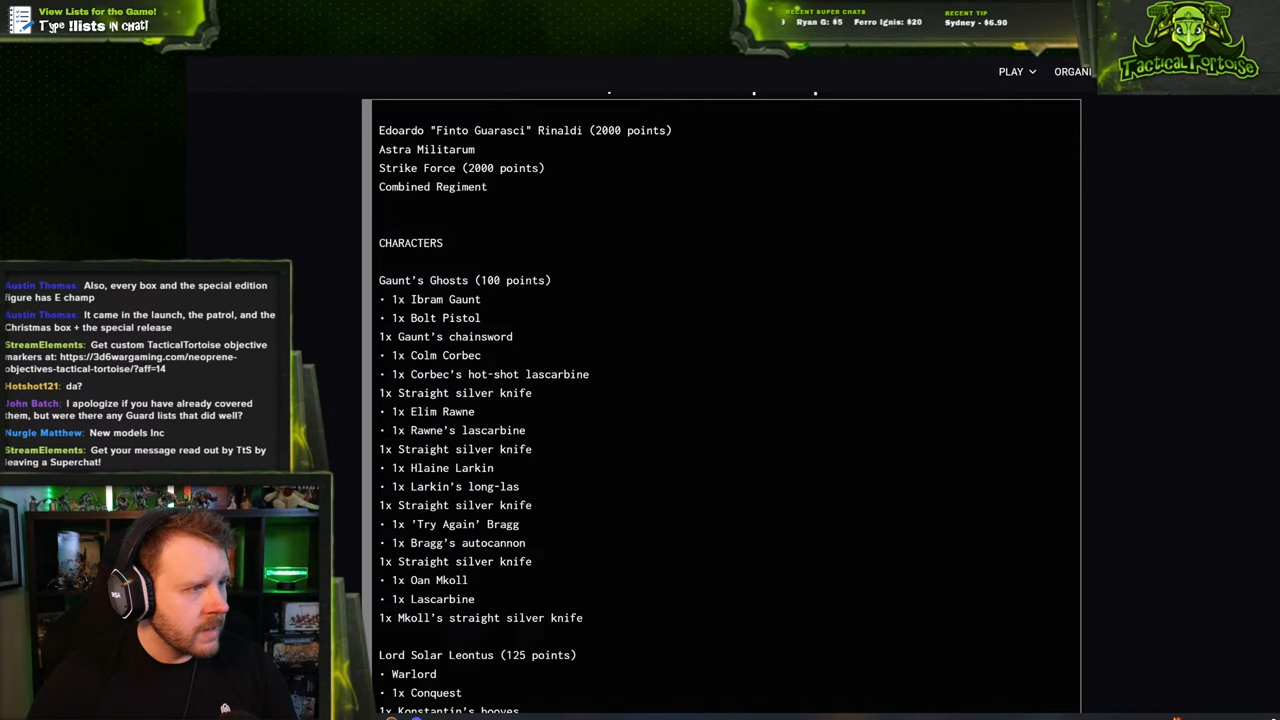 View Lists for the Game!
Type !lists in chat!
RECENT SUPER CHATS
Ryan G: $5 Ferro Ignis: $20
RECENT TIP
Sydney - $6.90
TacticalTortoise
PLAY
ORGANI
Edoardo "Finto Guarasci" Rinaldi (2000 points)
Astra Militarum
Strike Force (2000 points)
Combined Regiment
CHARACTERS
Gaunt's Ghosts (100 points)
• 1x Ibram Gaunt
• 1x Bolt Pistol
1x Gaunt's chainsword
• 1x Colm Corbec
• 1x Corbec's hot-shot lascarbine
1x Straight silver knife
• 1x Elim Rawne
• 1x Rawne's lascarbine
1x Straight silver knife
• 1x Hlaine Larkin
• 1x Larkin's long-las
1x Straight silver knife
• 1x 'Try Again' Bragg
• 1x Bragg's autocannon
1x Straight silver knife
• 1x Oan Mkoll
• 1x Lascarbine
1x Mkoll's straight silver knife
Lord Solar Leontus (125 points)
• Warlord
• 1x Conquest
1x Konstantin's hooves
Austin Thomas: Also, every box and the special edition
figure has E champ
Austin Thomas: It came in the launch, the patrol, and the
Christmas box + the special release
StreamElements: Get custom TacticalTortoise objective
markers at: https://3d6wargaming.com/neoprene-
objectives-tactical-tortoise/?aff=14
Hotshot121: da?
John Batch: I apologize if you have already covered
them, but were there any Guard lists that did well?
Nurgle Matthew: New models Inc
StreamElements: Get your message read out by TtS by
leaving a Superchat!